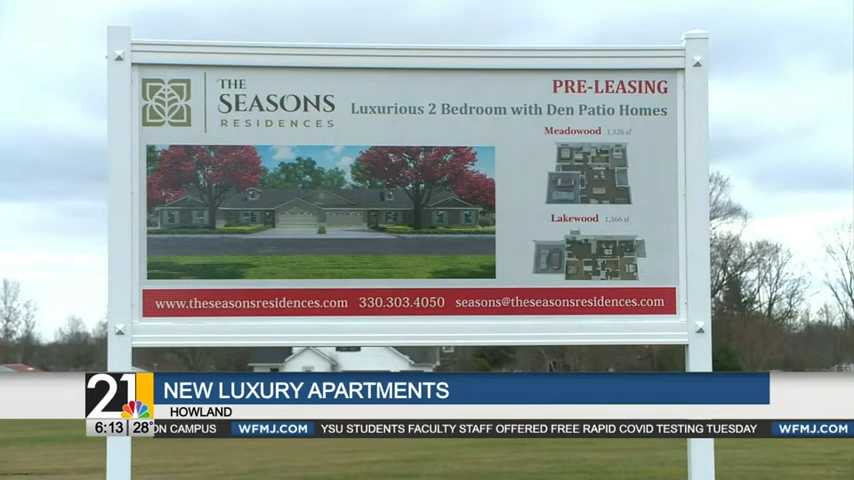 THE
SEASONS
RESIDENCES
PRE-LEASING
Luxurious 2 Bedroom with Den Patio Homes
Meadowood 1,326 sf
Lakewood 1,366 sf
www.theseasonsresidences.com 330.303.4050 seasons@theseasonsresidences.com
21 NEW LUXURY APARTMENTS
HOWLAND
6:13 28° ON CAMPUS WFMJ.COM YSU STUDENTS FACULTY STAFF OFFERED FREE RAPID COVID TESTING TUESDAY WFMJ.COM